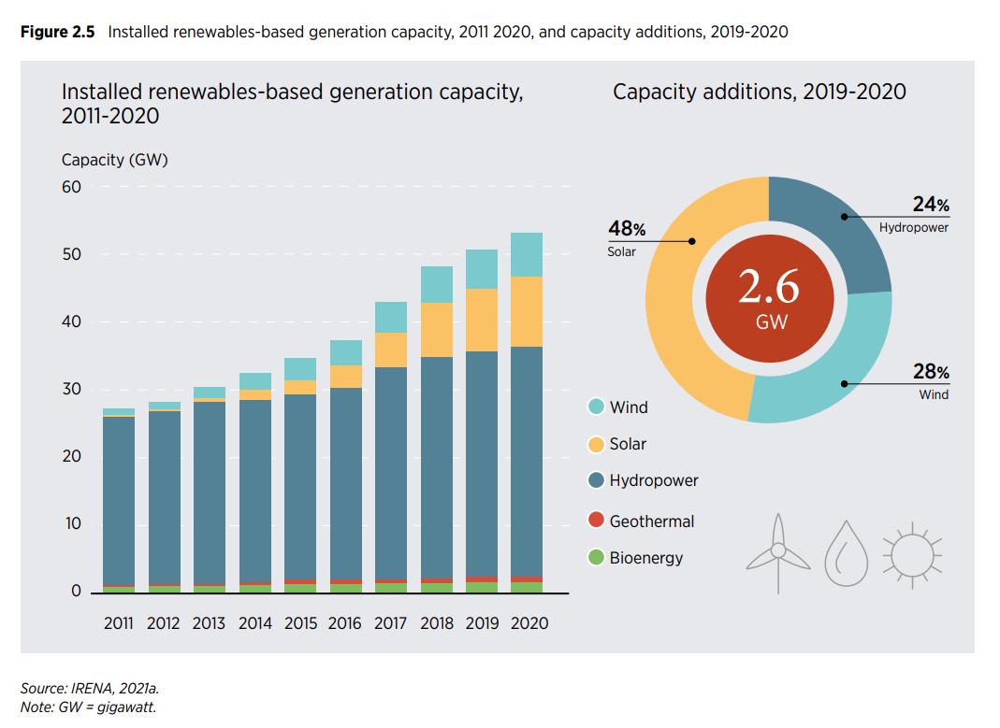 Figure 2.5 Installed renewables-based generation capacity, 2011 2020, and capacity additions, 2019-2020
Installed renewables-based generation capacity,
2011-2020
Capacity (GW)
60
50
40
30
20
10
0
2011 2012 2013 2014 2015 2016 2017 2018 2019 2020
Capacity additions, 2019-2020
24%
Hydropower
48%
Solar
2.6
GW
28%
Wind
Wind
Solar
Hydropower
Geothermal
Bioenergy
Source: IRENA, 2021a.
Note: GW = gigawatt.